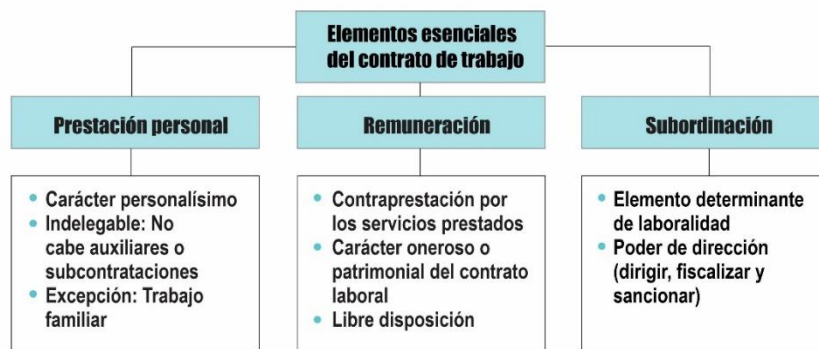 Elementos esenciales
del contrato de trabajo
Prestación personal
Remuneración
Subordinación
• Carácter personalísimo
• Indelegable: No
cabe auxiliares o
subcontrataciones
• Excepción: Trabajo
familiar
• Contraprestación por
los servicios prestados
• Carácter oneroso o
patrimonial del contrato
laboral
• Libre disposición
• Elemento determinante
de laboralidad
• Poder de dirección
(dirigir, fiscalizar y
sancionar)